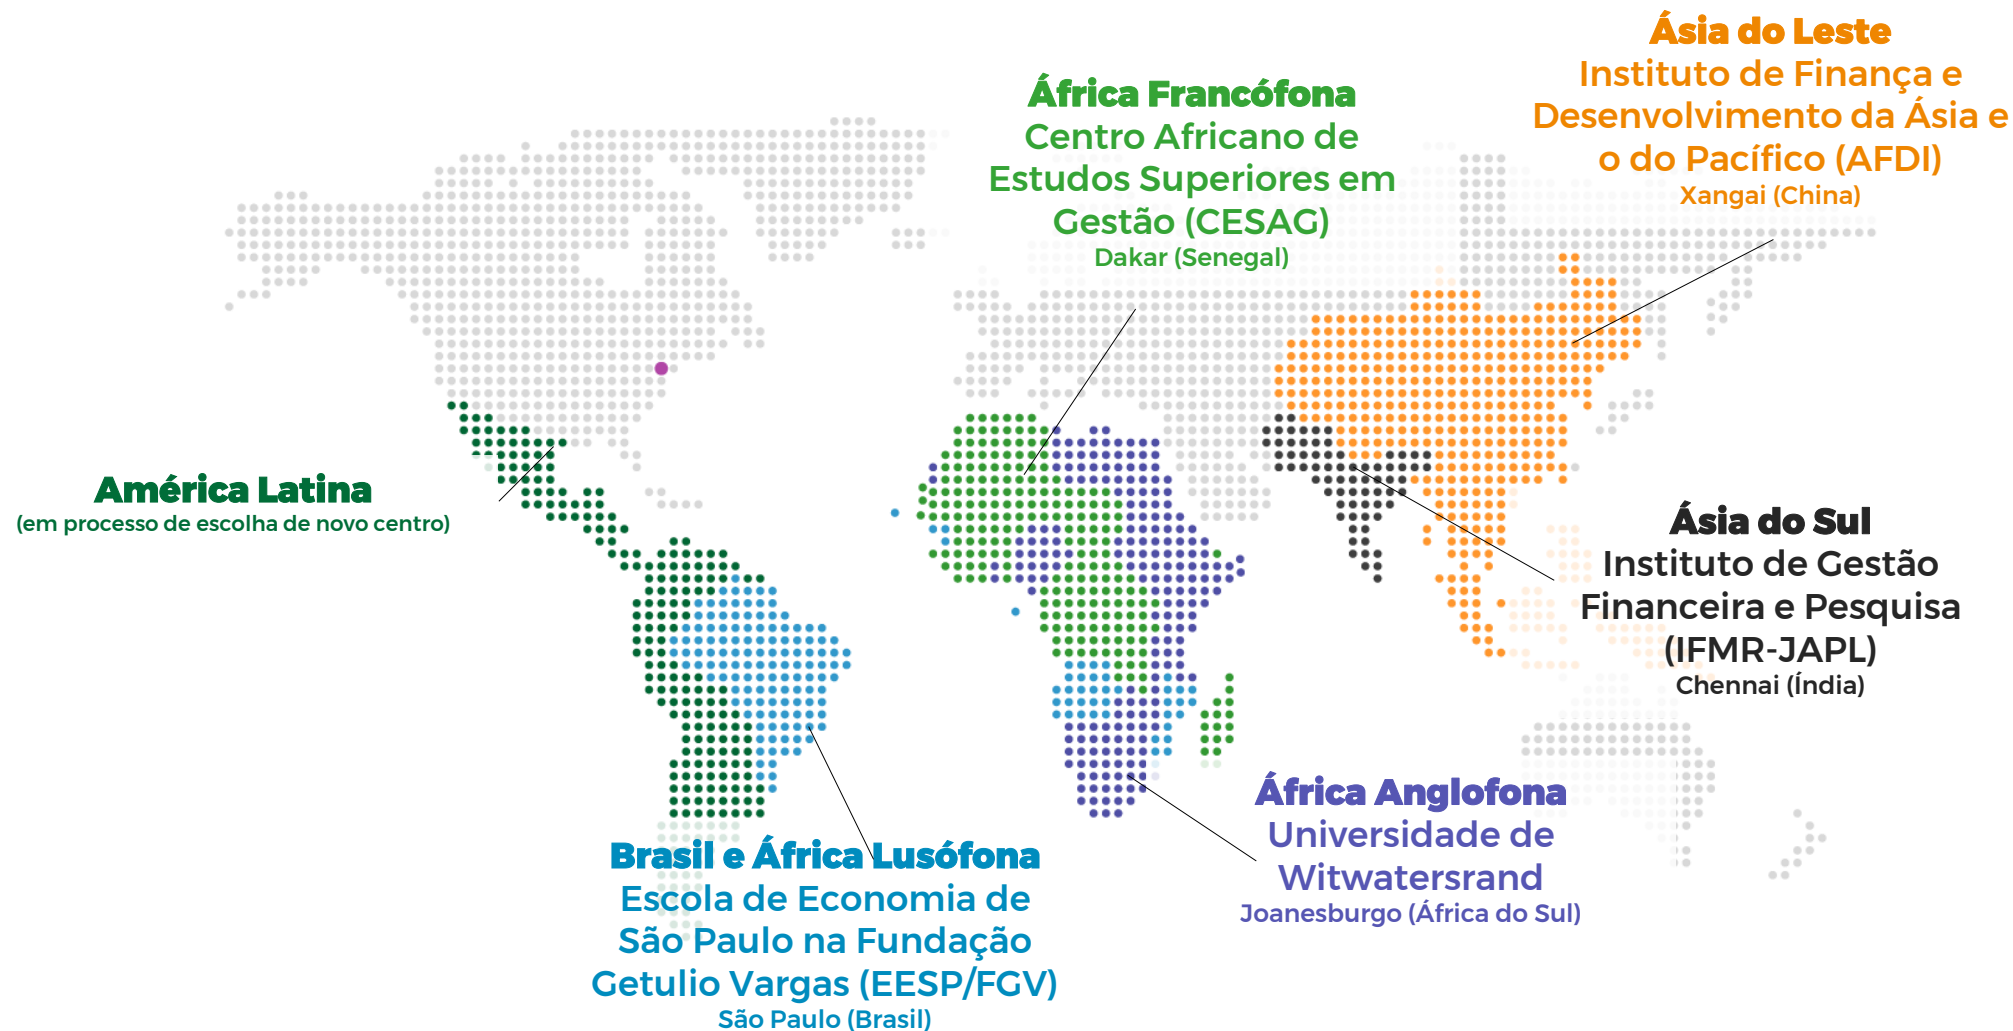 Ásia do Leste
Instituto de Finança e
Desenvolvimento da Ásia e
o do Pacífico (AFDI)
Xangai (China)
África Francófona
Centro Africano de
Estudos Superiores em
Gestão (CESAG)
Dakar (Senegal)
América Latina
(em processo de escolha de novo centro)
Ásia do Sul
Instituto de Gestão
Financeira e Pesquisa
(IFMR-JAPL)
Chennai (Índia)
África Anglofona
Universidade de
Witwatersrand
Joanesburgo (África do Sul)
Brasil e África Lusófona
Escola de Economia de
São Paulo na Fundação
Getulio Vargas (EESP/FGV)
São Paulo (Brasil)